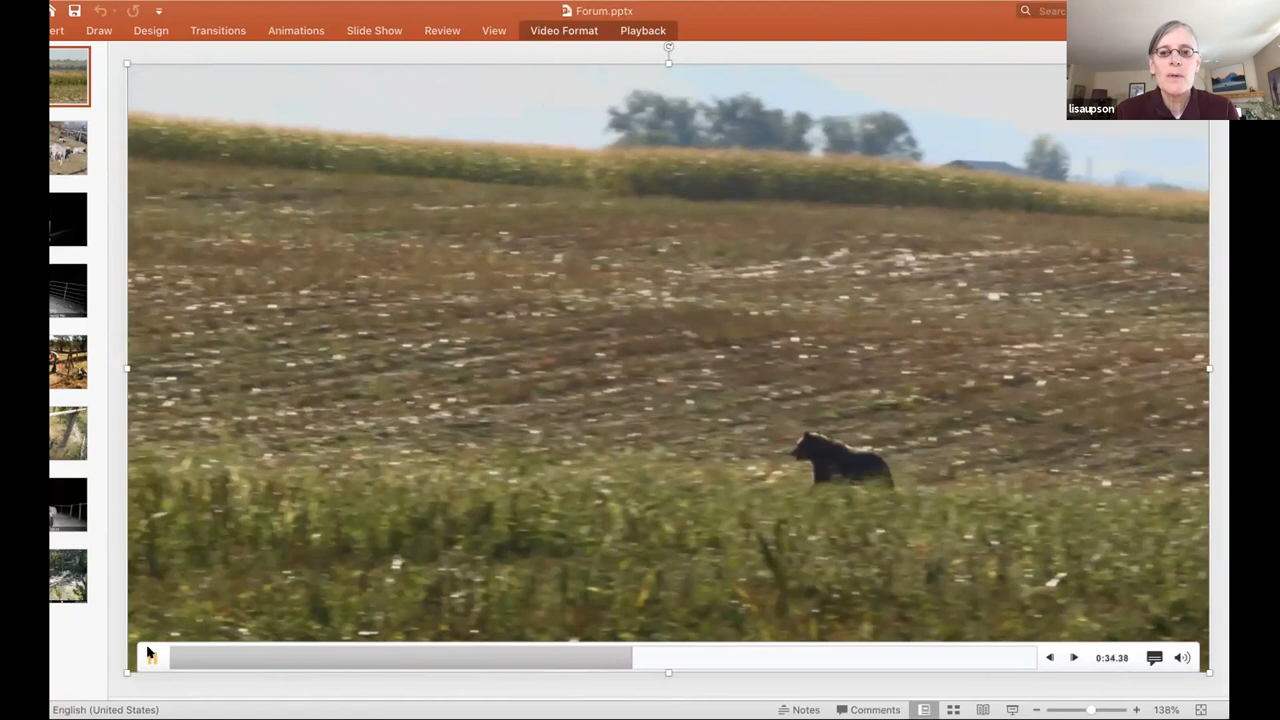 Forum.pptx
Searc
ert Draw Design Transitions Animations Slide Show Review View Video Format Playback
lisaupson
0:34.38
English (United States) Notes Comments 138%